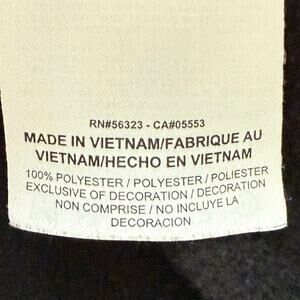 RN#56323 - CA#05553
MADE IN VIETNAM/FABRIQUE AU
VIETNAM/HECHO EN VIETNAM
100% POLYESTER / POLYESTER / POLIESTER
EXCLUSIVE OF DECORATION / DECORATION
NON COMPRISE / NO INCLUYE LA
DECORACION